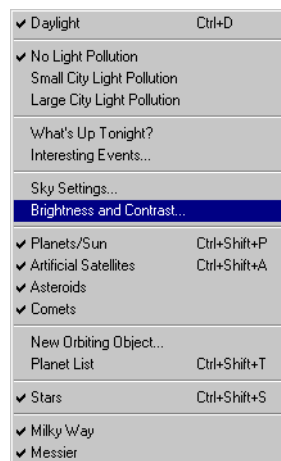 Daylight Ctrl+D
No Light Pollution
Small City Light Pollution
Large City Light Pollution
What's Up Tonight?
Interesting Events...
Sky Settings...
Brightness and Contrast...
Planets/Sun Ctrl+Shift+P
Artificial Satellites Ctrl+Shift+A
Asteroids
Comets
New Orbiting Object...
Planet List Ctrl+Shift+T
Stars Ctrl+Shift+S
Milky Way
Messier